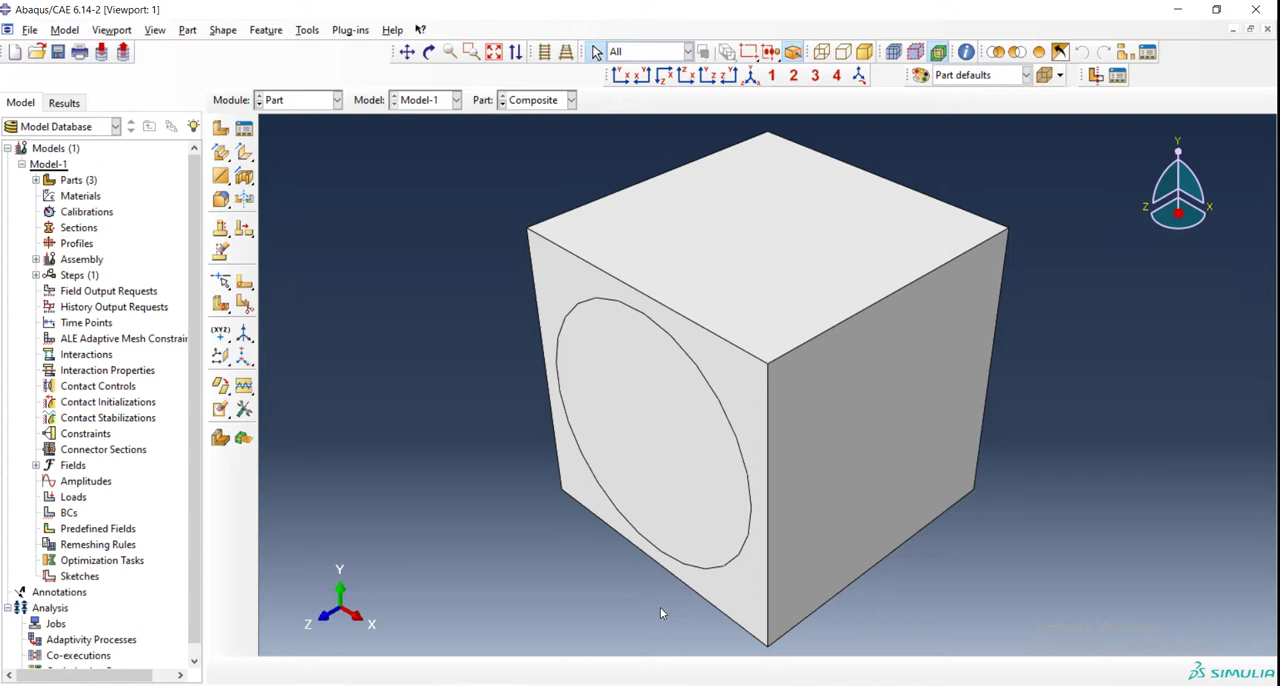 Abaqus/CAE 6.14-2 [Viewport: 1]
File Model Viewport View Part Shape Feature Tools Plug-ins Help
All
1 2 3 4
Part defaults
Model Results
Module: Part Model: Model-1 Part: Composite
Model Database
Models (1)
Model-1
Parts (3)
Materials
Calibrations
Sections
Profiles
Assembly
Steps (1)
Field Output Requests
History Output Requests
Time Points
ALE Adaptive Mesh Constrain
Interactions
Interaction Properties
Contact Controls
Contact Initializations
Contact Stabilizations
Constraints
Connector Sections
Fields
Amplitudes
Loads
BCs
Predefined Fields
Remeshing Rules
Optimization Tasks
Sketches
Annotations
Analysis
Jobs
Adaptivity Processes
Co-executions
(XYZ)
Y
Z X
Y
Z X
SIMULIA